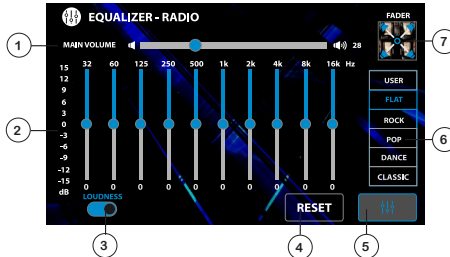 EQUALIZER - RADIO
FADER
1
MAIN VOLUME
28
7
32 60 125 250 500 1k 2k 4k 8k 16k Hz
15
12
9
6
3
0
-3
-6
-9
-12
-15
dB
2
0 0 0 0 0 0 0 0 0 0
USER
FLAT
ROCK
POP
DANCE
CLASSIC
6
LOUDNESS
RESET
3
4
5